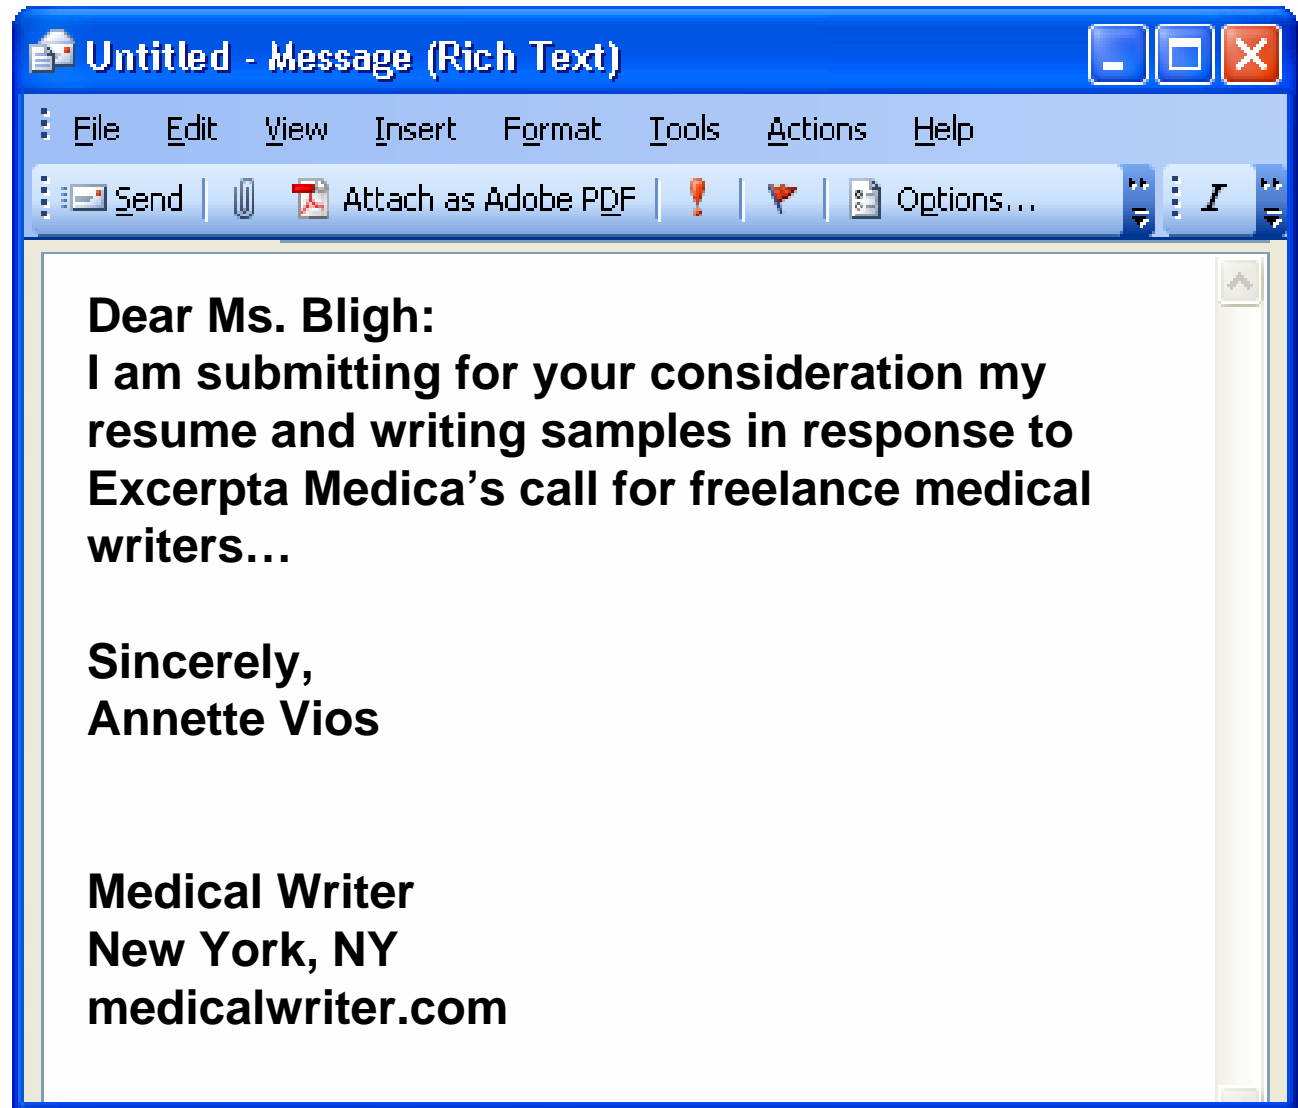 Untitled - Message (Rich Text)
File Edit View Insert Format Tools Actions Help
Send Attach as Adobe PDF Options... I
Dear Ms. Bligh:
I am submitting for your consideration my
resume and writing samples in response to
Excerpta Medica’s call for freelance medical
writers…
Sincerely,
Annette Vios
Medical Writer
New York, NY
medicalwriter.com